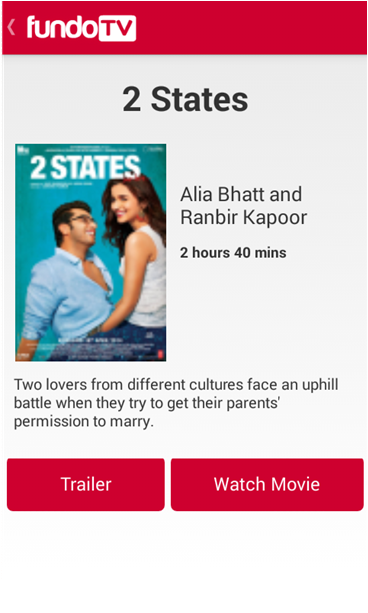 fundoTV
2 States
2 STATES
Alia Bhatt and
Ranbir Kapoor
2 hours 40 mins
Two lovers from different cultures face an uphill
battle when they try to get their parents'
permission to marry.
Trailer
Watch Movie